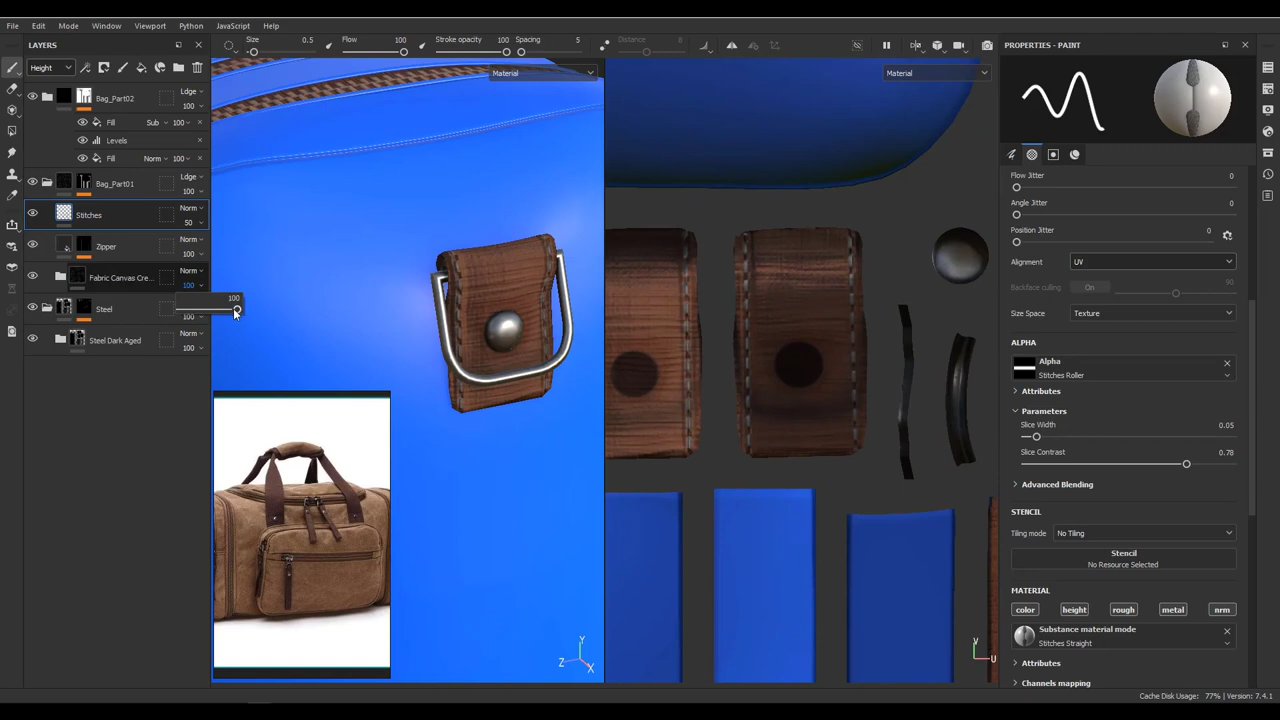 File Edit Mode Window Viewport Python JavaScript Help
LAYERS
Size 0.5 Flow 100 Stroke opacity 100 Spacing 5 Distance 8
PROPERTIES - PAINT
Height
Material
Material
Bag_Part02 Ldge
100
Fill Sub 100
Levels
Fill Norm 100
Bag_Part01 Ldge
100
Stitches Norm
50
Zipper Norm
100
Fabric Canvas Cre... Norm
100
100
Steel
100
Steel Dark Aged Norm
100
Flow Jitter 0
Angle Jitter 0
Position Jitter 0
Alignment UV
Backface culling On 90
Size Space Texture
ALPHA
Alpha
Stitches Roller
Attributes
Parameters
Slice Width 0.05
Slice Contrast 0.78
Advanced Blending
STENCIL
Tiling mode No Tiling
Stencil
No Resource Selected
MATERIAL
color height rough metal nrm
Substance material mode
Stitches Straight
Attributes
Channels mapping
Y
Z X
V
U
Cache Disk Usage: 77% | Version: 7.4.1